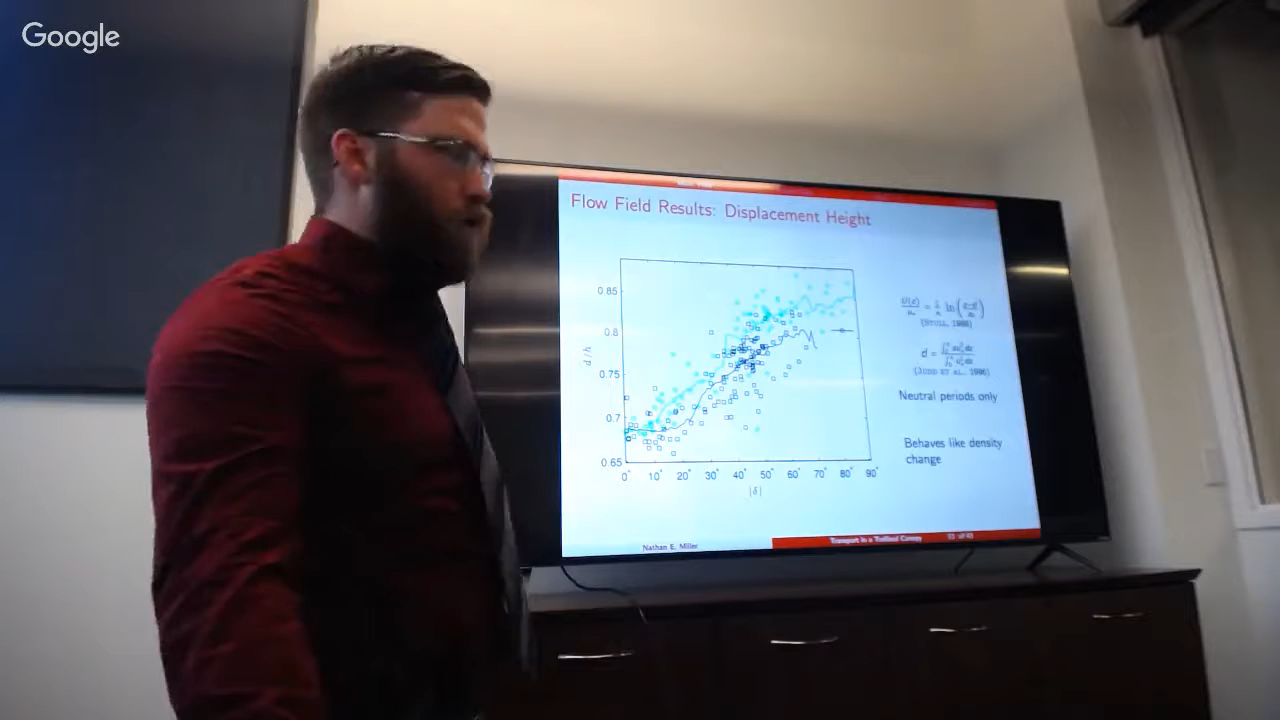 Google
Flow Field Results: Displacement Height
0.85
0.8
0.75
0.7
0.65
d/h
0° 10° 20° 30° 40° 50° 60° 70° 80° 90°
|δ|
(Stull, 1988)
(Judd et al., 1996)
Neutral periods only
Behaves like density
change
Nathan E. Miller
Transport in a Trellised Canopy